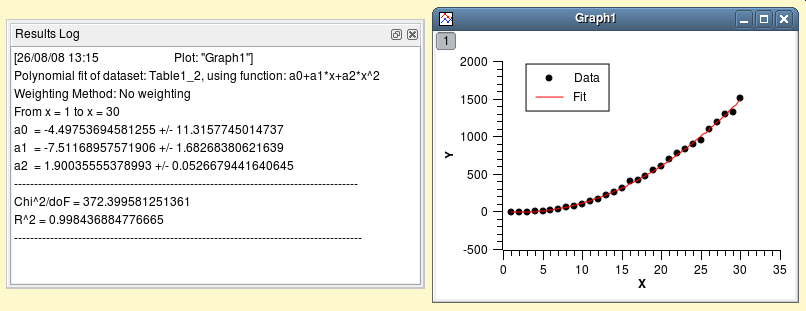 Results Log
[26/08/08 13:15 Plot: "Graph1"]
Polynomial fit of dataset: Table1_2, using function: a0+a1*x+a2*x^2
Weighting Method: No weighting
From x = 1 to x = 30
a0 = -4.49753694581255 +/- 11.3157745014737
a1 = -7.51168957571906 +/- 1.68268380621639
a2 = 1.90035555378993 +/- 0.0526679441640645
--------------------------------------------------------------------------------------
Chi^2/doF = 372.399581251361
R^2 = 0.998436884776665
---------------------------------------------------------------------------------------
Graph1
1
Data
Fit
Y
2000
1500
1000
500
0
-500
0 5 10 15 20 25 30 35
X